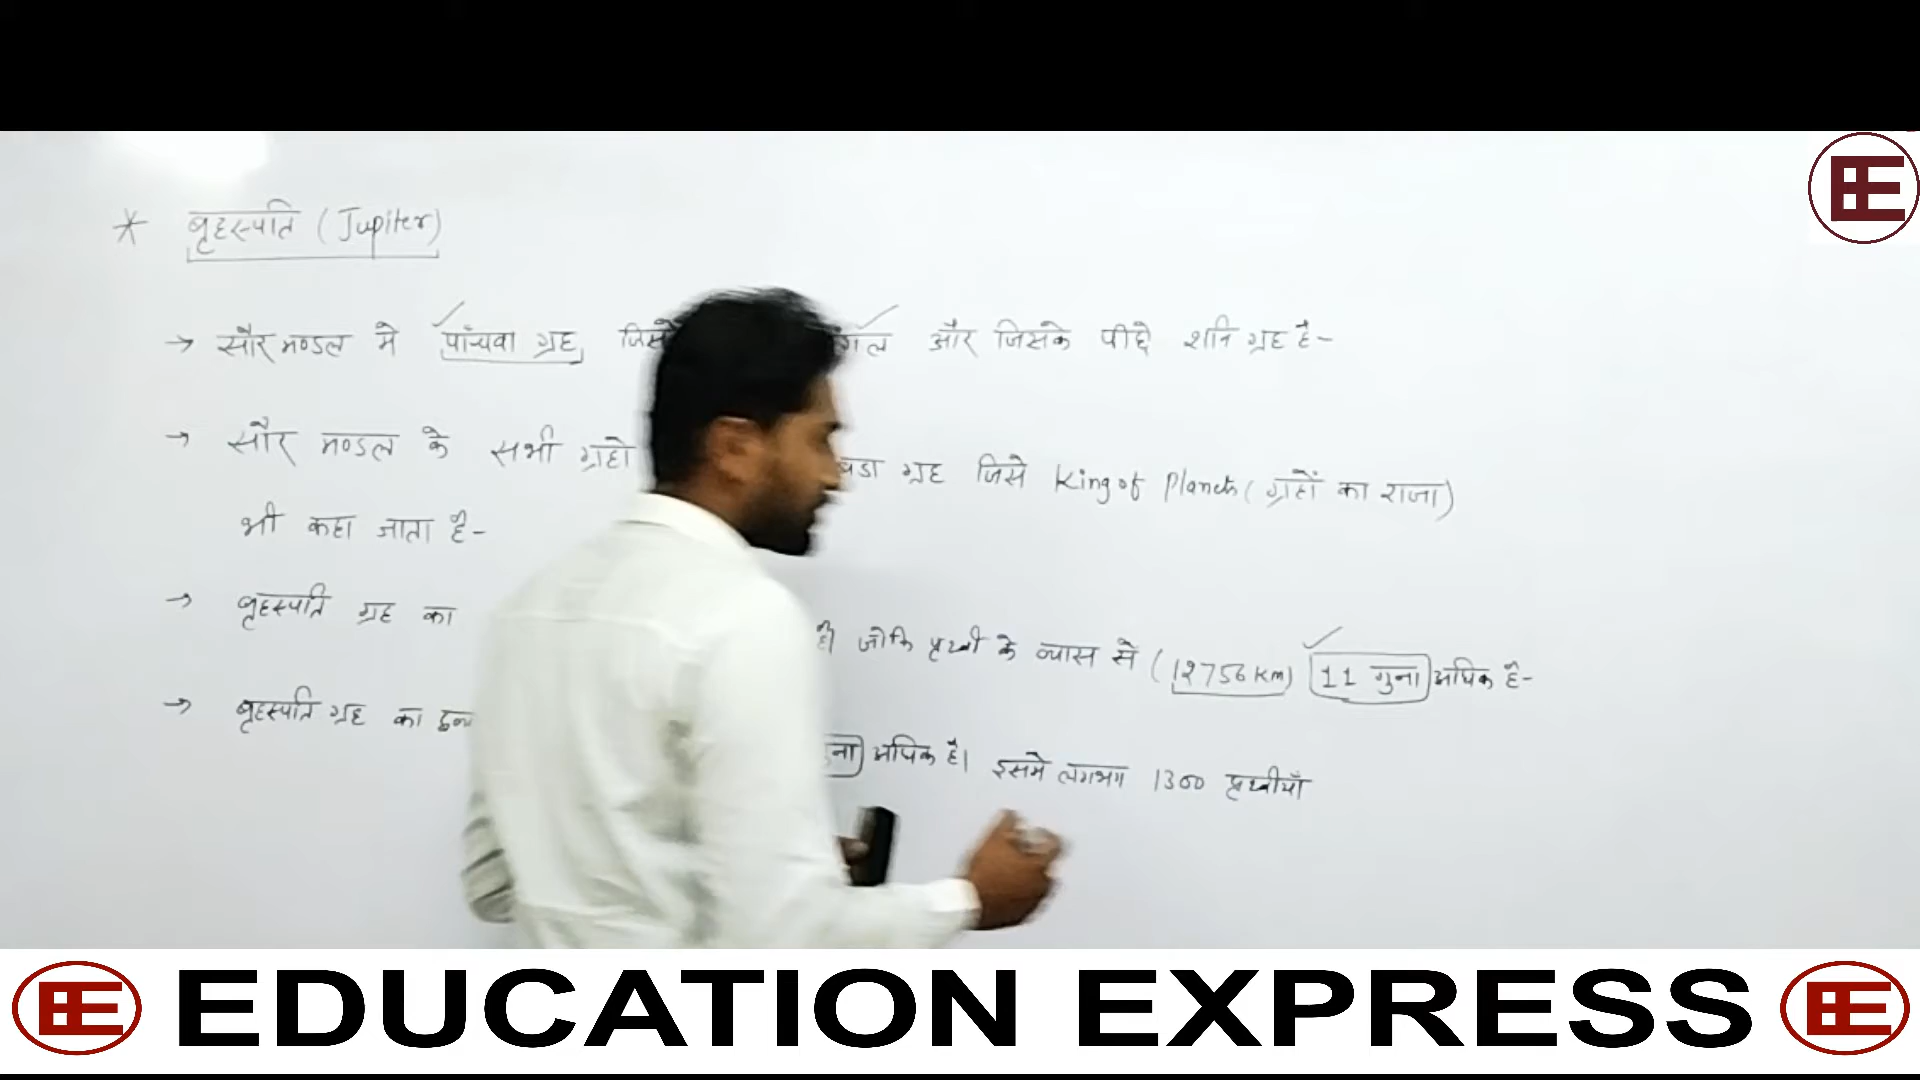 * बृहस्पति (Jupiter)
→ सौर मण्डल मे पाँचवा ग्रह और जिसके पीछे शनि ग्रह है-
→ सौर मण्डल के सभी ग्रहो ग्रह जिसे King of Planets (ग्रहों का राजा)
भी कहा जाता है-
→ बृहस्पति ग्रह का है। जोकि पृथ्वी के व्यास से (12756 Km) 11 गुना अधिक है-
→ बृहस्पति ग्रह का अधिक है। इसमे लगभग 1300 पृथ्वीयाँ
EDUCATION EXPRESS